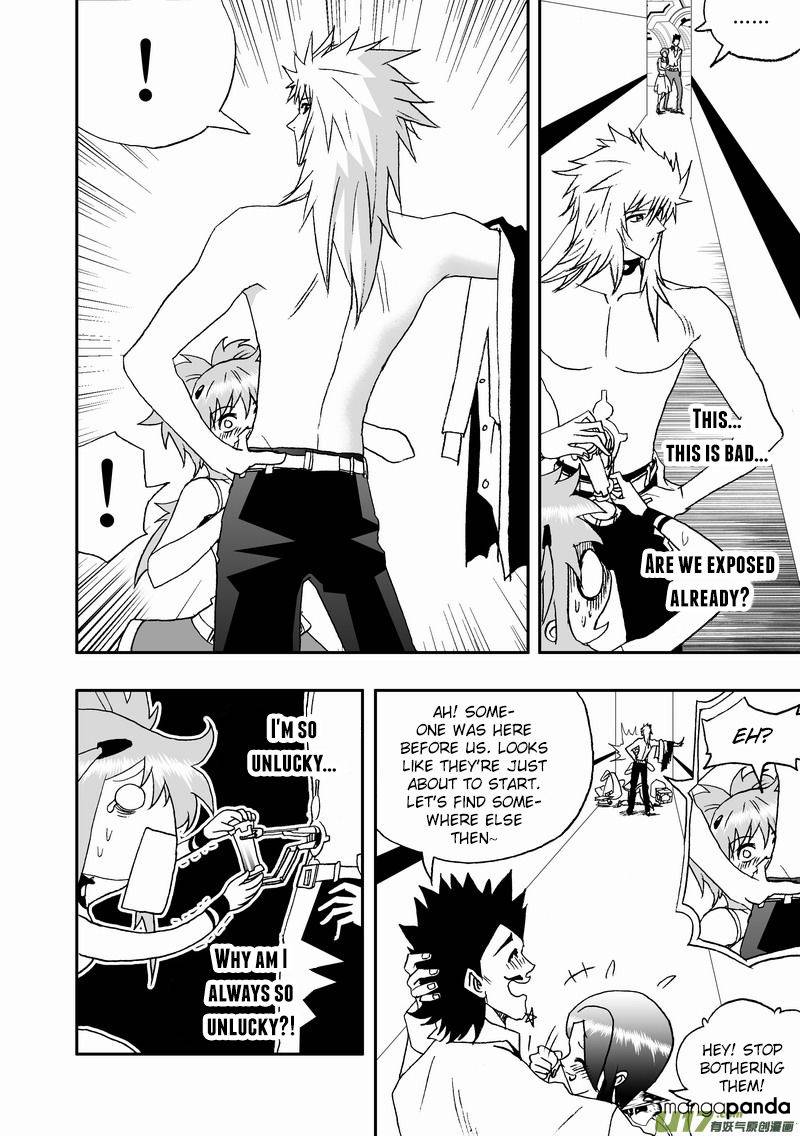 ......
THIS...
THIS IS BAD...
ARE WE EXPOSED
ALREADY?
!
!
EH?
AH! SOME-
ONE WAS HERE
BEFORE US. LOOKS
LIKE THEY'RE JUST
ABOUT TO START.
LET'S FIND SOME-
WHERE ELSE
THEN~
HEY! STOP
BOTHERING
THEM!
I'M SO
UNLUCKY...
WHY AM I
ALWAYS SO
UNLUCKY?!
mangapanda
U17.
有妖气原创漫画